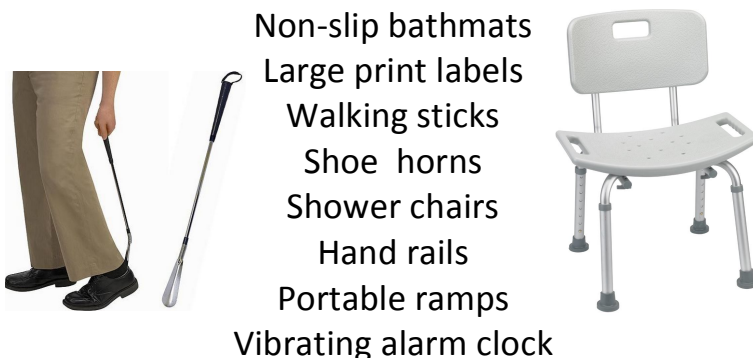 Non-slip bathmats
Large print labels
Walking sticks
Shoe horns
Shower chairs
Hand rails
Portable ramps
Vibrating alarm clock